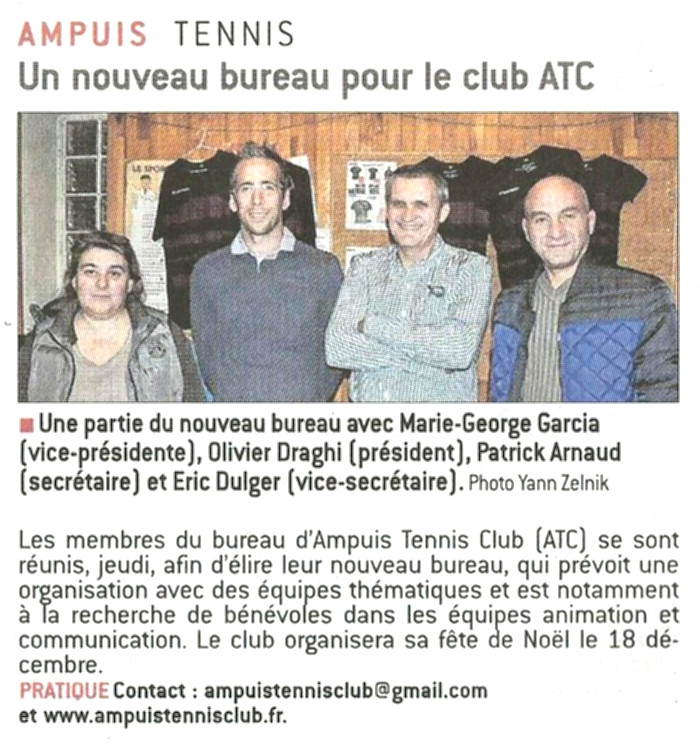 AMPUIS TENNIS
Un nouveau bureau pour le club ATC
LE SPOR
■ Une partie du nouveau bureau avec Marie-George Garcia
(vice-présidente), Olivier Draghi (président), Patrick Arnaud
(secrétaire) et Eric Dulger (vice-secrétaire). Photo Yann Zelnik
Les membres du bureau d’Ampuis Tennis Club (ATC) se sont
réunis, jeudi, afin d’élire leur nouveau bureau, qui prévoit une
organisation avec des équipes thématiques et est notamment
à la recherche de bénévoles dans les équipes animation et
communication. Le club organisera sa fête de Noël le 18 dé-
cembre.
PRATIQUE Contact : ampuistennisclub@gmail.com
et www.ampuistennisclub.fr.